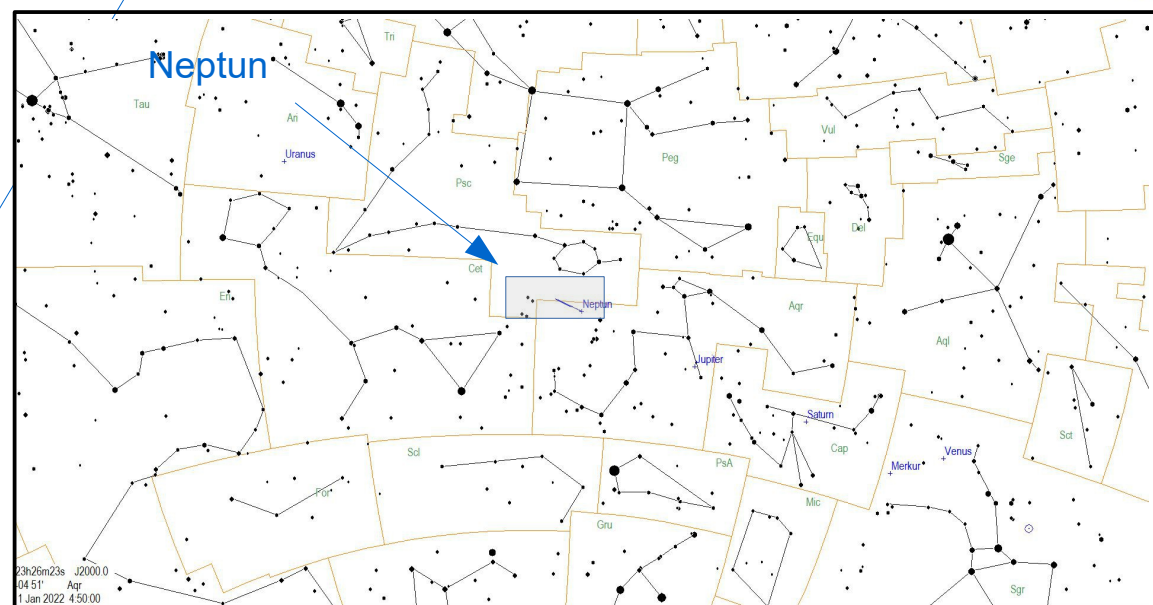 Tri
Neptun
Tau
Ari
Vul
Uranus
Peg
Sge
Psc
Del
Equ
Cet
Eri
Neptun
Aqr
Aql
Jupiter
Saturn
Sct
Cap
Scl
Venus
PsA
Merkur
For
Mic
Gru
23h26m23s J2000.0
-04 51' Aqr
1 Jan 2022 4:50:00
Sgr